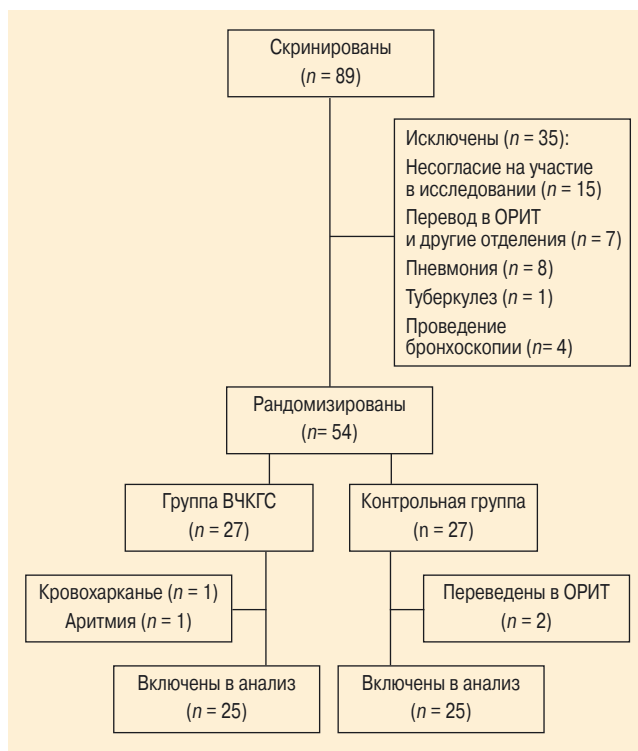 Скринированы
(n = 89)
Исключены (n = 35):
Несогласие на участие
в исследовании (n = 15)
Перевод в ОРИТ
и другие отделения (n = 7)
Пневмония (n = 8)
Туберкулез (n = 1)
Проведение
бронхоскопии (n= 4)
Рандомизированы
(n= 54)
Группа ВЧКГС
(n = 27)
Контрольная группа
(n = 27)
Кровохарканье (n = 1)
Аритмия (n = 1)
Переведены в ОРИТ
(n = 2)
Включены в анализ
(n = 25)
Включены в анализ
(n = 25)